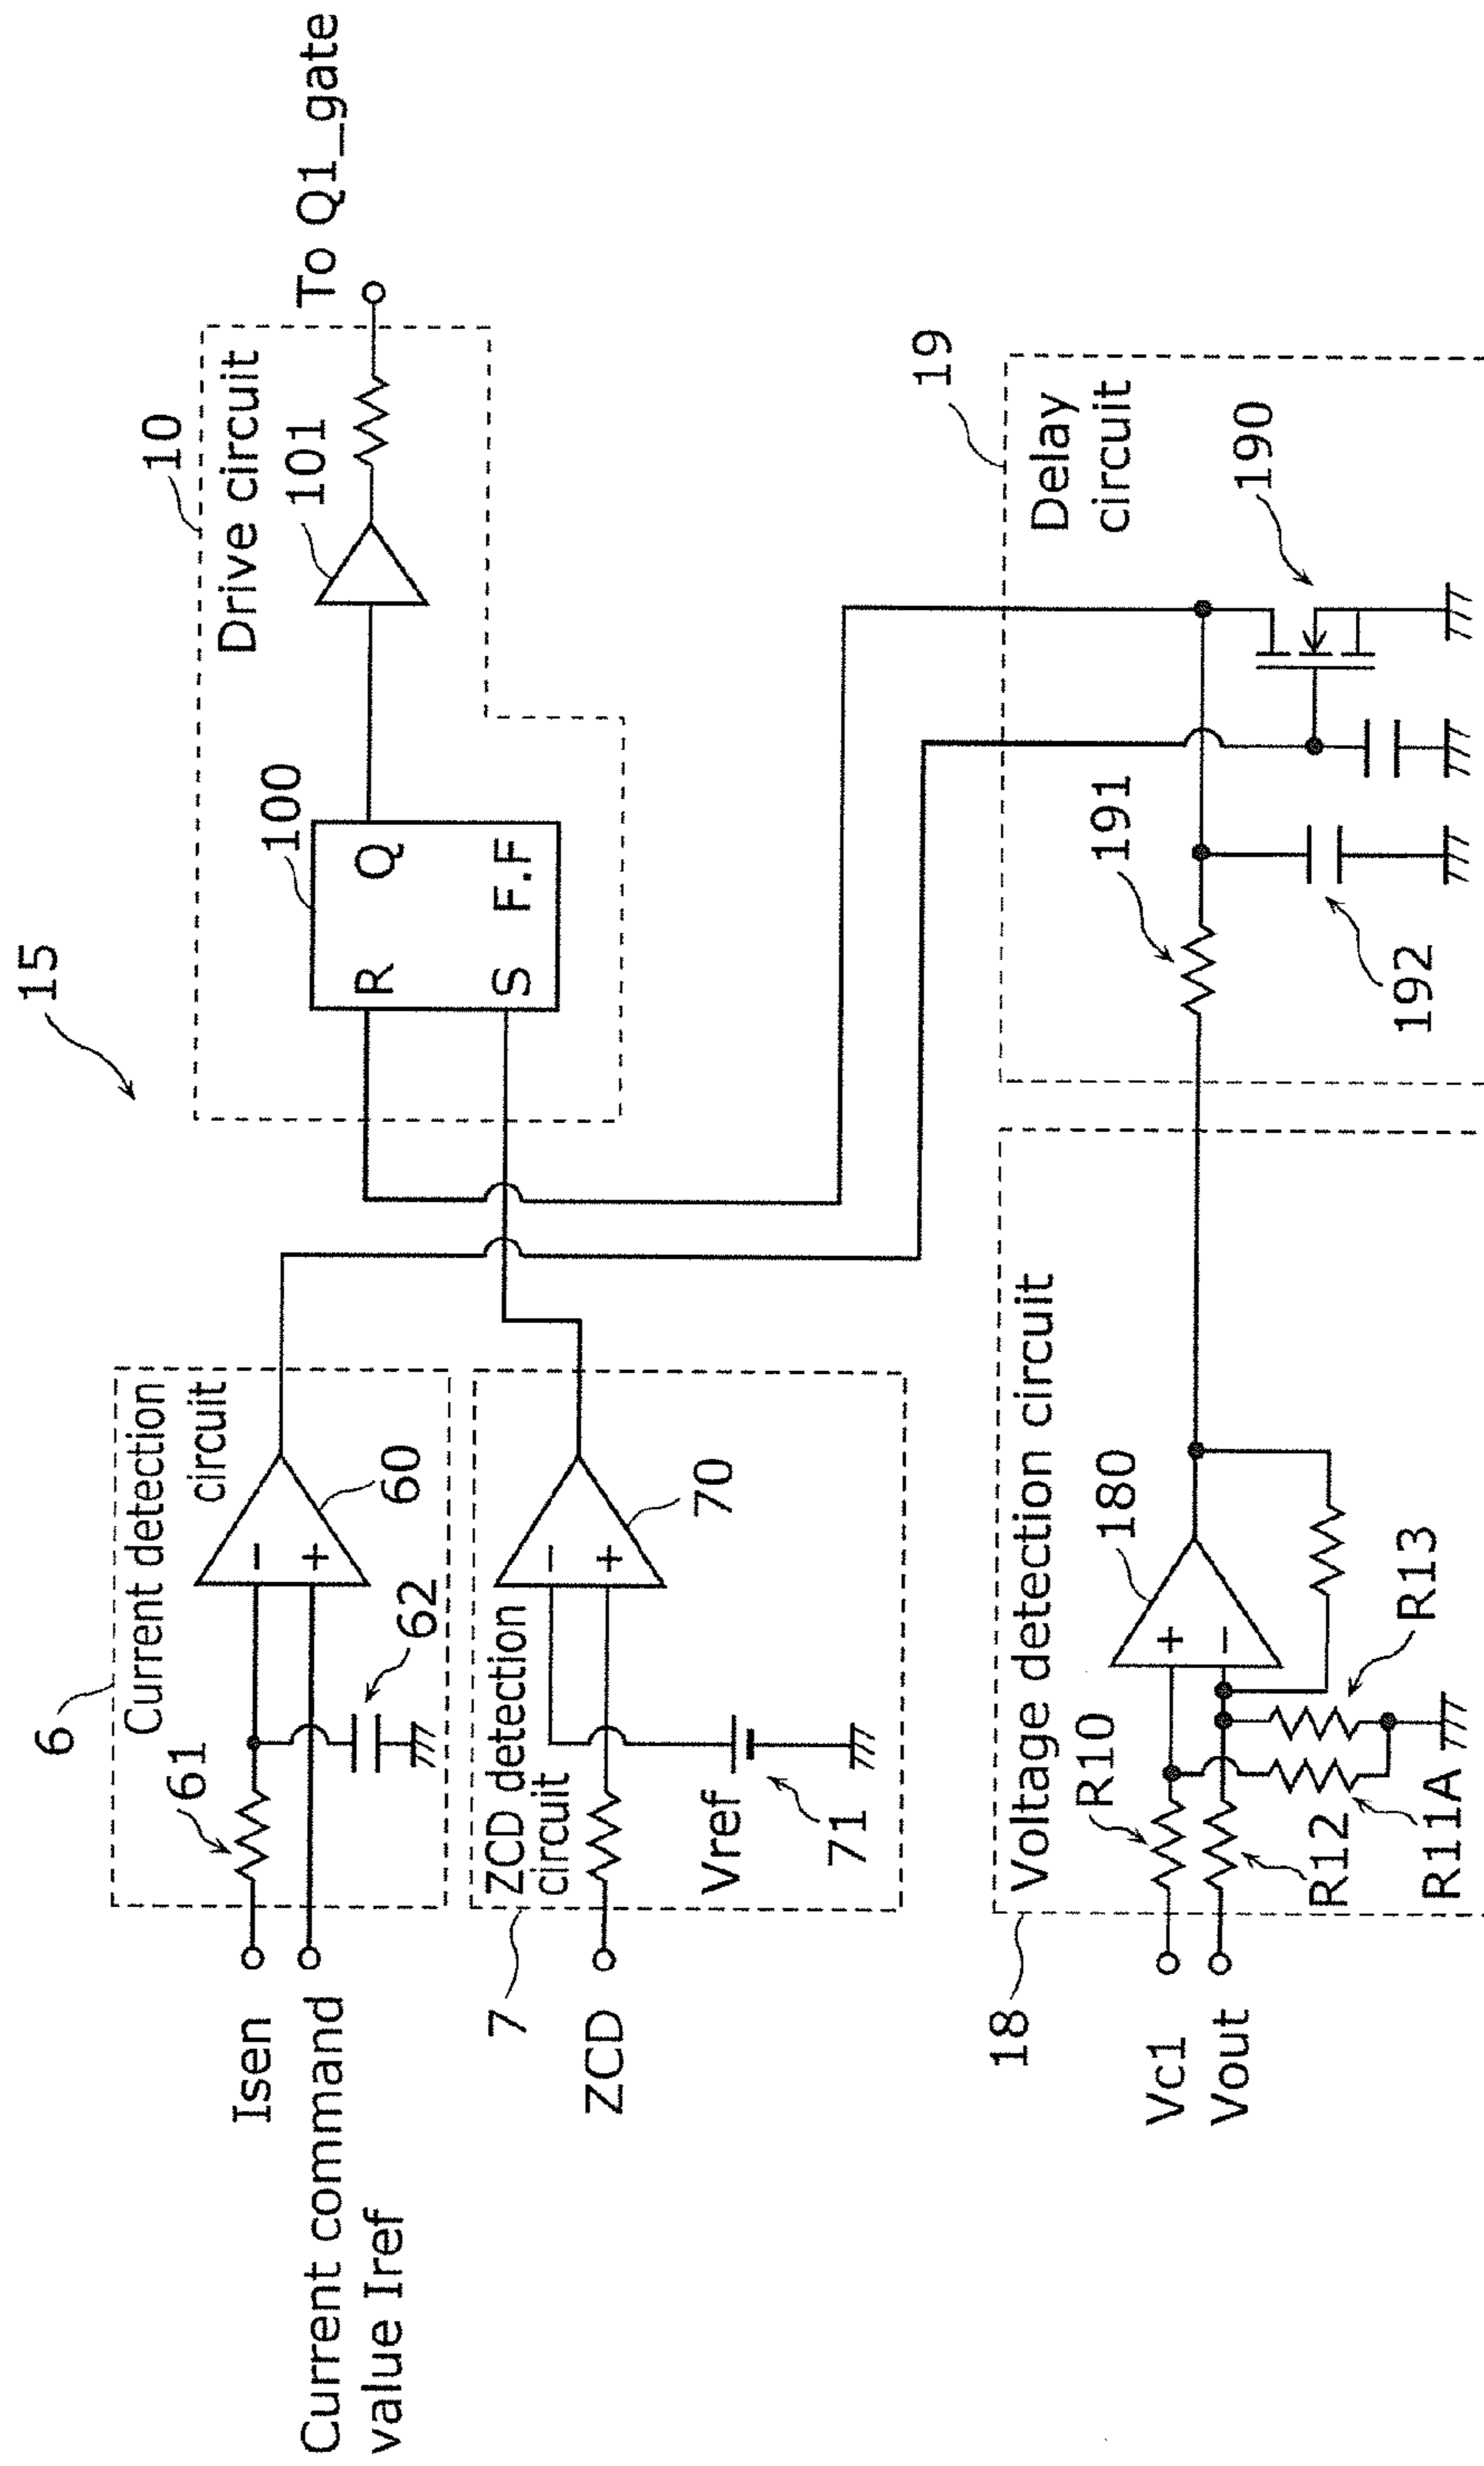 15
6
Current detection
circuit
Isen
61
Current command
value Iref
62
60
−
+
7
ZCD detection
circuit
ZCD
Vref
71
70
−
+
10
Drive circuit
100
R
Q
S
F.F
101
To Q1_gate
18
Voltage detection circuit
Vc1
Vout
R10
R12
R11A
R13
180
+
−
19
Delay
circuit
191
192
190